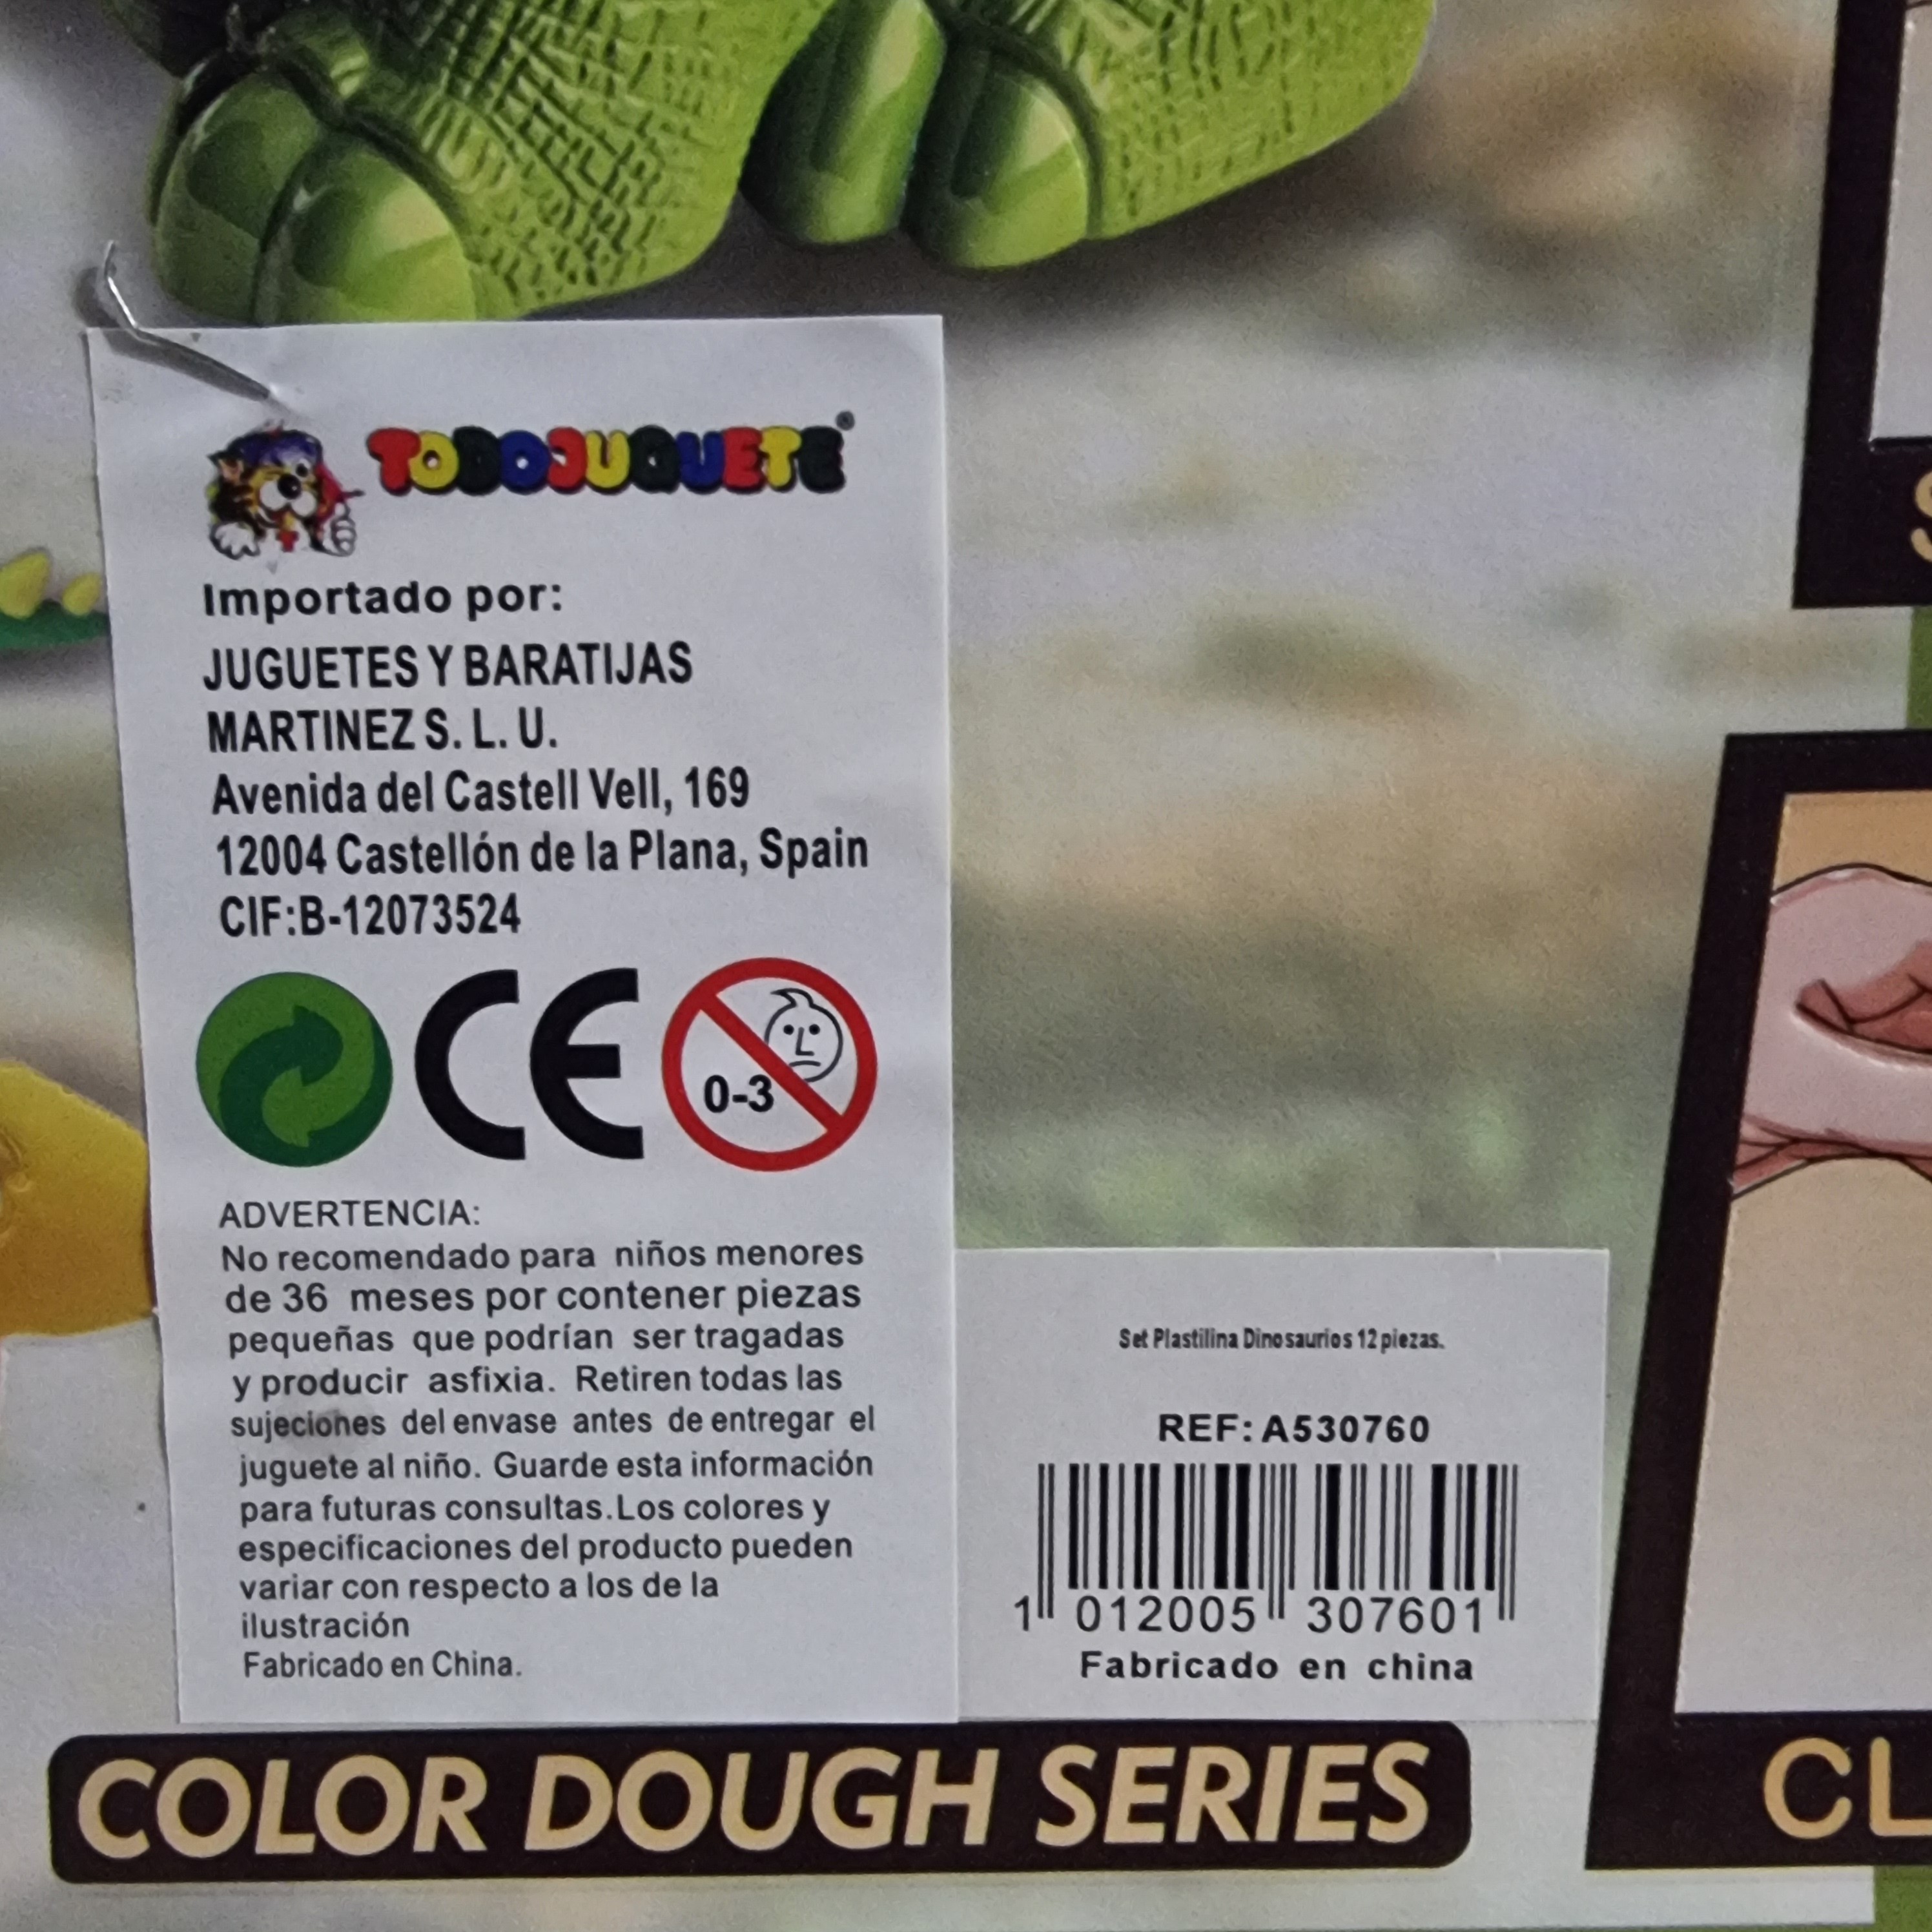 TODOJUGUETE®
Importado por:
JUGUETES Y BARATIJAS
MARTINEZ S. L. U.
Avenida del Castell Vell, 169
12004 Castellón de la Plana, Spain
CIF:B-12073524
CE
0-3
ADVERTENCIA:
No recomendado para niños menores
de 36 meses por contener piezas
pequeñas que podrían ser tragadas
y producir asfixia. Retiren todas las
sujeciones del envase antes de entregar el
juguete al niño. Guarde esta información
para futuras consultas.Los colores y
especificaciones del producto pueden
variar con respecto a los de la
ilustración
Fabricado en China.
Set Plastilina Dinosaurios 12 piezas.
REF: A530760
1 012005 307601
Fabricado en china
COLOR DOUGH SERIES
CL